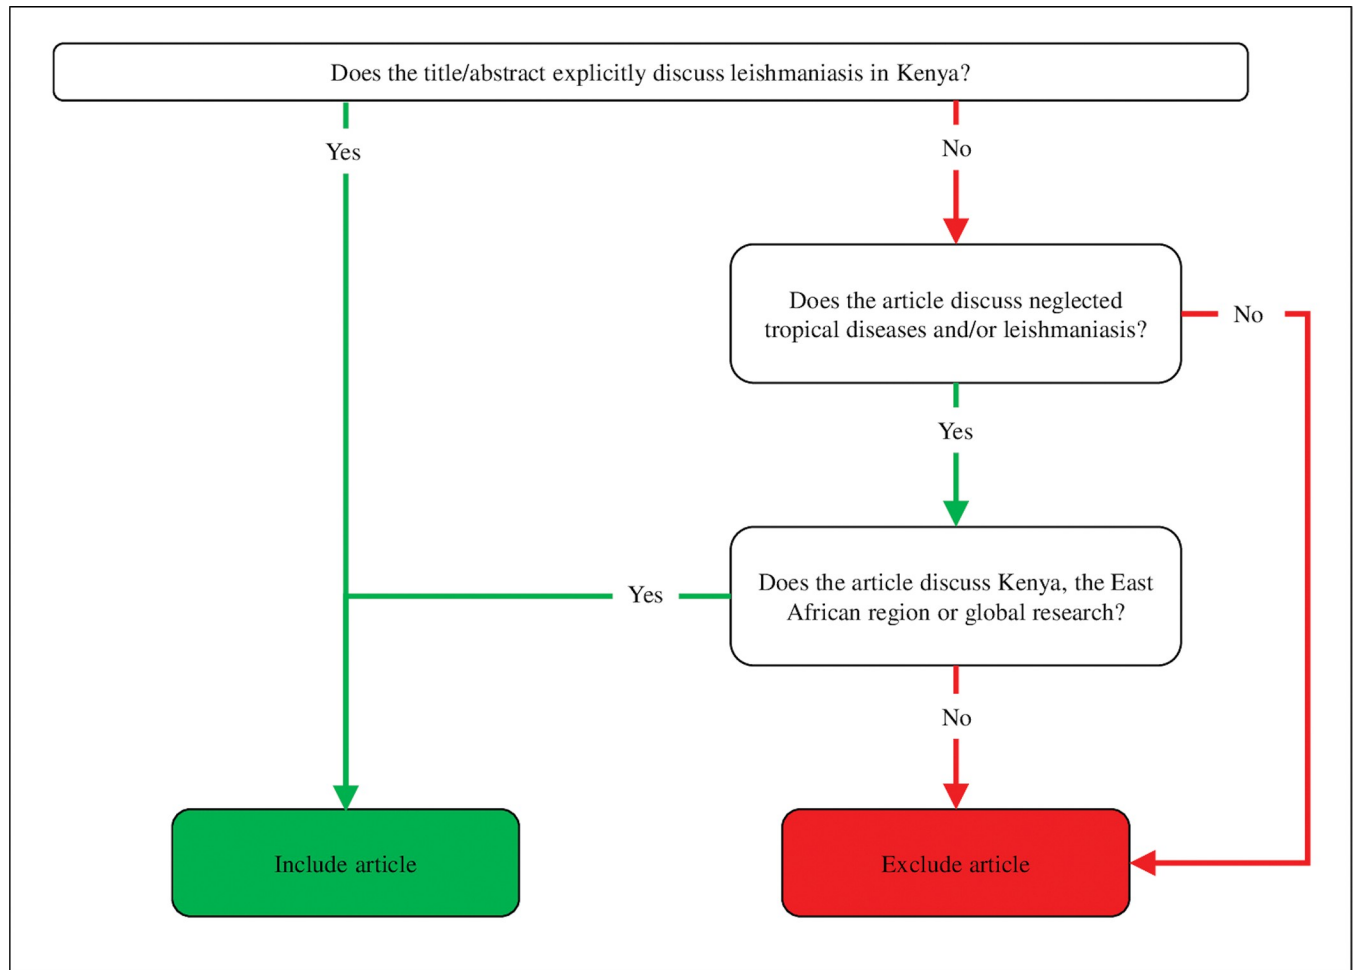 Does the title/abstract explicitly discuss leishmaniasis in Kenya?
Yes
No
Does the article discuss neglected
tropical diseases and/or leishmaniasis?
No
Yes
Does the article discuss Kenya, the East
African region or global research?
Yes
No
Include article
Exclude article